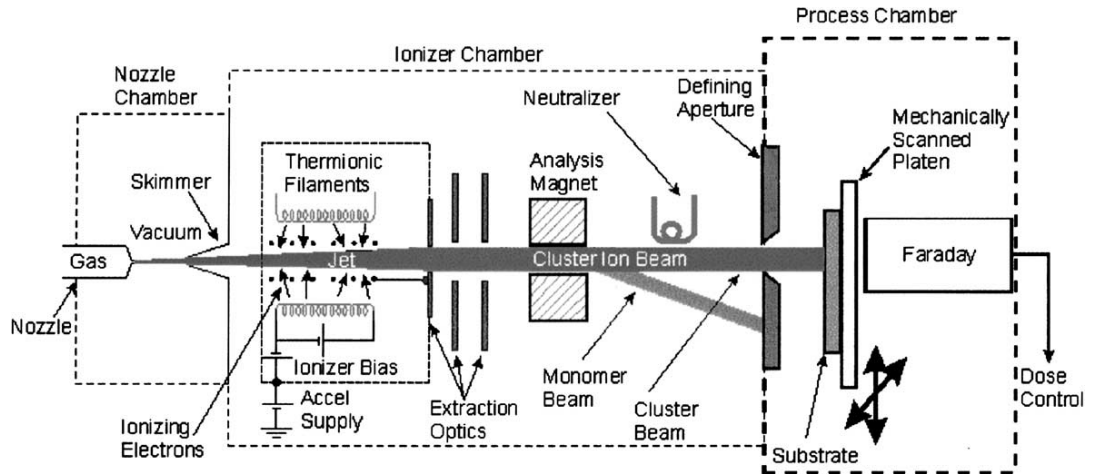 Process Chamber
Ionizer Chamber
Nozzle
Chamber
Neutralizer
Defining
Aperture
Mechanically
Scanned
Platen
Thermionic
Filaments
Analysis
Magnet
Skimmer
Vacuum
Gas
Jet
Cluster Ion Beam
Faraday
Nozzle
Ionizer Bias
Monomer
Beam
Dose
Control
Accel
Supply
Extraction
Optics
Cluster
Beam
Ionizing
Electrons
Substrate